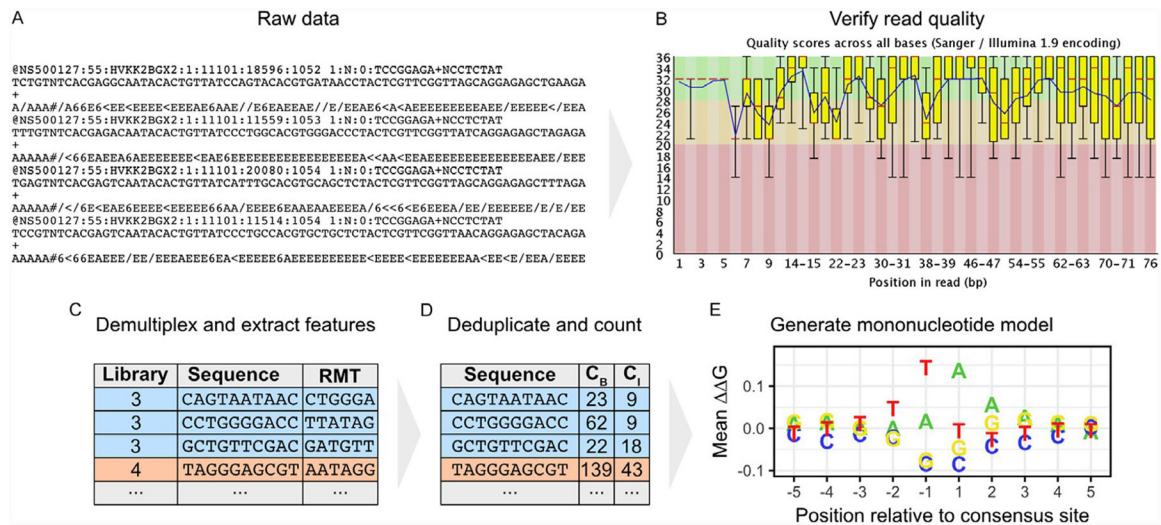 A
Raw data
@NS500127:55:HVKK2BGX2:1:11101:18596:1052 1:N:0:TCCGGAGA+NCCTCTAT
TCTGTNTCACGAGGCAATACACTGTTATCCAGTACACGTGATAACCTACTCGTTCGGTTAGCAGGAGAGCTGAAGA
+
A/AAA#/A66E6<EE<EEEE<EEEAE6AAE//E6EAEEAE//E/EEAE6<A<AEEEEEEEEEEAEE/EEEEE</EEA
@NS500127:55:HVKK2BGX2:1:11101:11559:1053 1:N:0:TCCGGAGA+NCCTCTAT
TTTGTNTCACGAGACAATACACTGTTATCCCTGGCACGTGGGACCCTACTCGTTCGGTTATCAGGAGAGCTAGAGA
+
AAAAA#/<66EAEEA6AEEEEEEE<EAE6EEEEEEEEEEEEEEEEEEA<<AA<EEAEEEEEEEEEEEEEEEEAEE/EEE
@NS500127:55:HVKK2BGX2:1:11101:20080:1054 1:N:0:TCCGGAGA+NCCTCTAT
TGAGTNTCACGAGTCAATACACTGTTATCATTTGCACGTGCAGCTCTACTCGTTCGGTTAGCAGGAGAGCTTTAGA
+
AAAAA#/</6E<EAE6EEEE<EEEEE66AA/EEEE6EAAEAAEEEEA/6<<6<E6EEEA/EE/EEEEEE/E/E/EE
@NS500127:55:HVKK2BGX2:1:11101:11514:1054 1:N:0:TCCGGAGA+NCCTCTAT
TCCGTNTCACGAGTCAATACACTGTTATCCCTGCCACGTGCTGCTCTACTCGTTCGGTTAACAGGAGAGCTACAGA
+
AAAAA#6<66EAEEE/EE/EEEAEEE6EA<EEEEE6AEEEEEEEEEE<EEEE<EEEEEEEAA<EE<E/EEA/EEEE
B
Verify read quality
Quality scores across all bases (Sanger / Illumina 1.9 encoding)
36
34
32
30
28
26
24
22
20
18
16
14
12
10
8
6
4
2
0
1 3 5 7 9 14-15 22-23 30-31 38-39 46-47 54-55 62-63 70-71 76
Position in read (bp)
C
Demultiplex and extract features
Library Sequence RMT
3 CAGTAATAAC CTGGGA
3 CCTGGGGACC TTATAG
3 GCTGTTCGAC GATGTT
4 TAGGGAGCGT AATAGG
... ... ...
D
Deduplicate and count
Sequence CB CI
CAGTAATAAC 23 9
CCTGGGGACC 62 9
GCTGTTCGAC 22 18
TAGGGAGCGT 139 43
... ... ...
E
Generate mononucleotide model
Mean ΔΔG
0.1
0.0
-0.1
-5 -4 -3 -2 -1 1 2 3 4 5
Position relative to consensus site